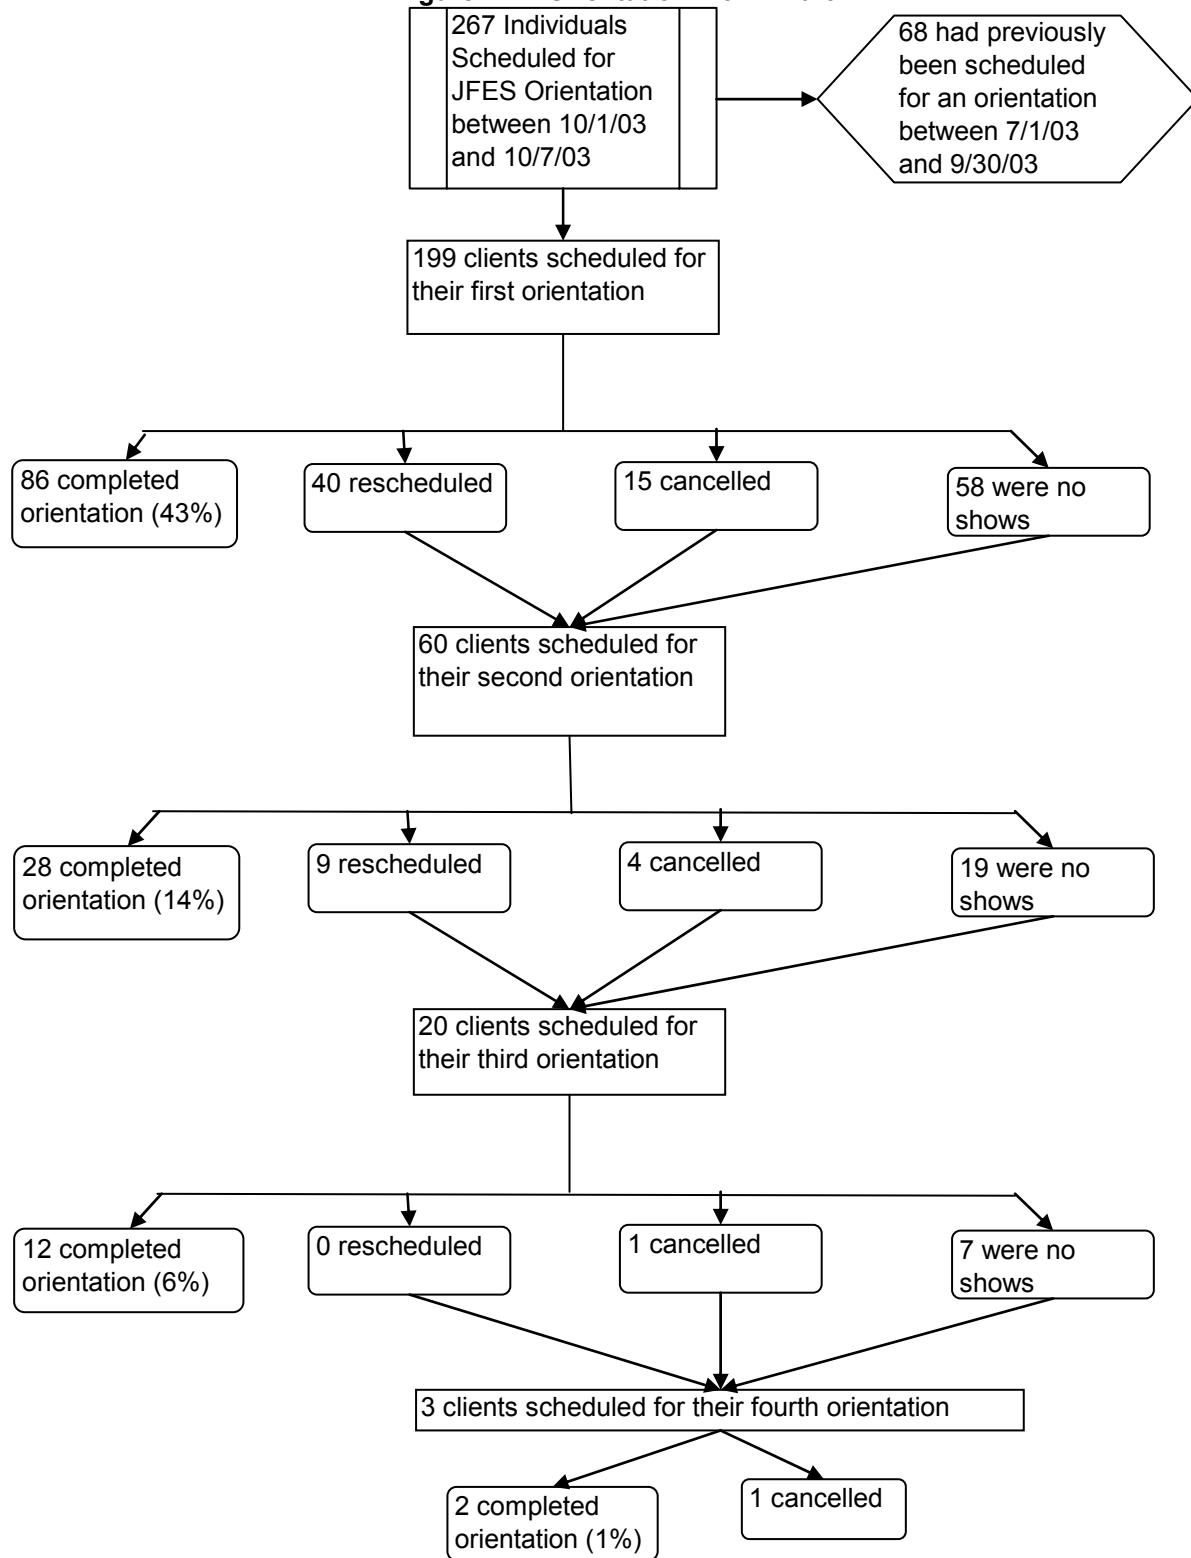 267 Individuals
Scheduled for
JFES Orientation
between 10/1/03
and 10/7/03
68 had previously
been scheduled
for an orientation
between 7/1/03
and 9/30/03
199 clients scheduled for
their first orientation
86 completed
orientation (43%)
40 rescheduled
15 cancelled
58 were no
shows
60 clients scheduled for
their second orientation
28 completed
orientation (14%)
9 rescheduled
4 cancelled
19 were no
shows
20 clients scheduled for
their third orientation
12 completed
orientation (6%)
0 rescheduled
1 cancelled
7 were no
shows
3 clients scheduled for their fourth orientation
2 completed
orientation (1%)
1 cancelled